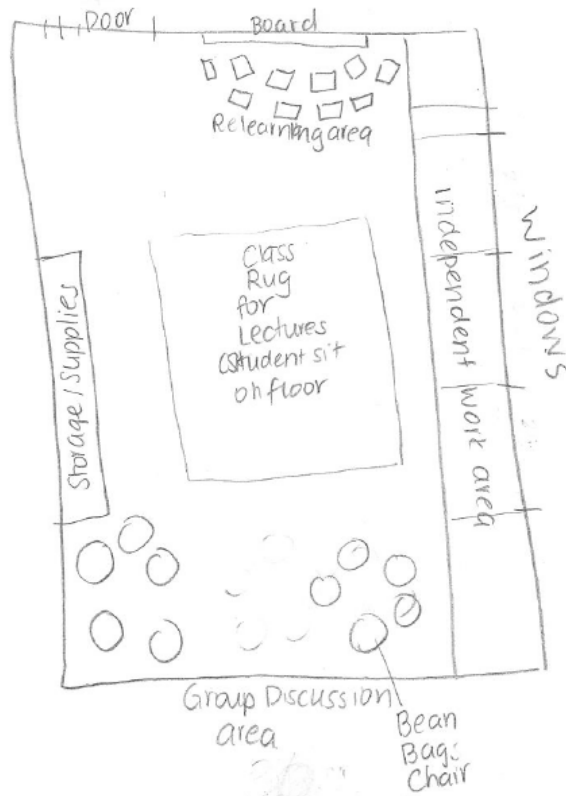 Door
Board
Relearning area
Class
Rug
for
Lectures
(Student sit
on floor
Storage/Supplies
independent work area
windows
Group Discussion
area
Bean
Bags
Chair